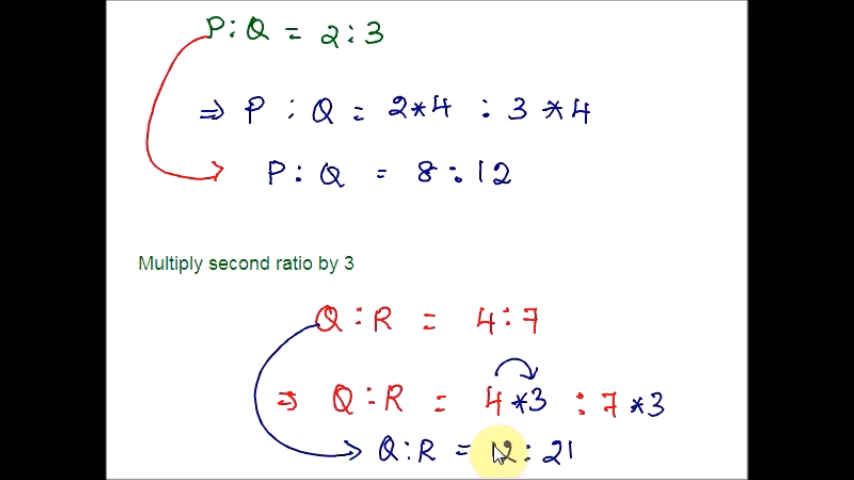 P:Q = 2:3
⇒ P : Q = 2*4 : 3 *4
P: Q = 8:12
Multiply second ratio by 3
Q:R = 4:7
⇒ Q:R = 4*3 : 7*3
Q:R = 12: 21